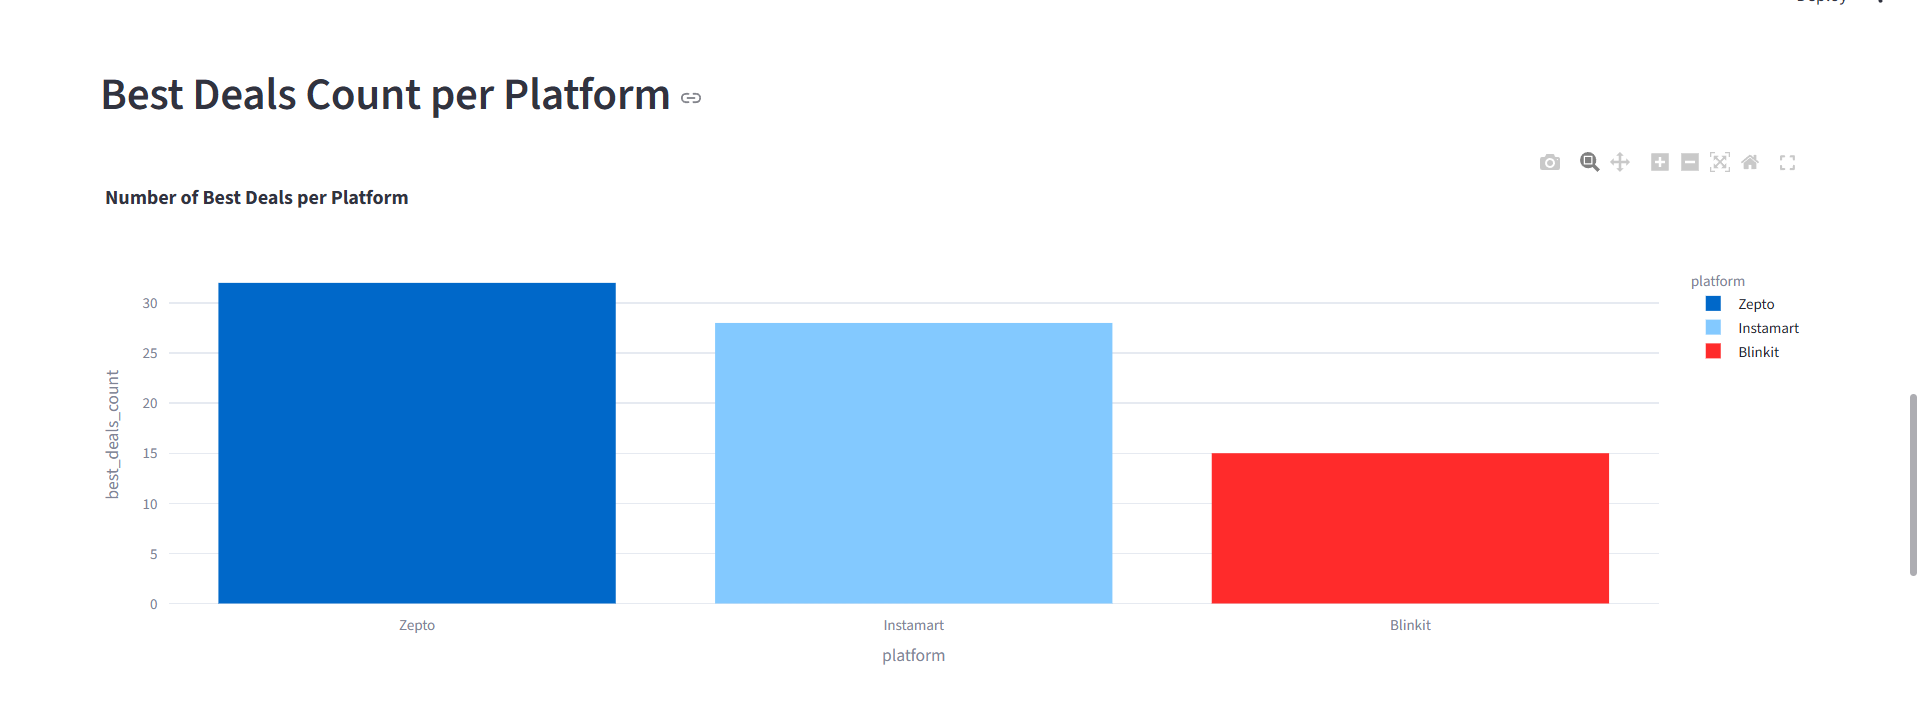 Best Deals Count per Platform
Number of Best Deals per Platform
platform
Zepto
Instamart
Blinkit
best_deals_count
30
25
20
15
10
5
0
Zepto Instamart Blinkit
platform